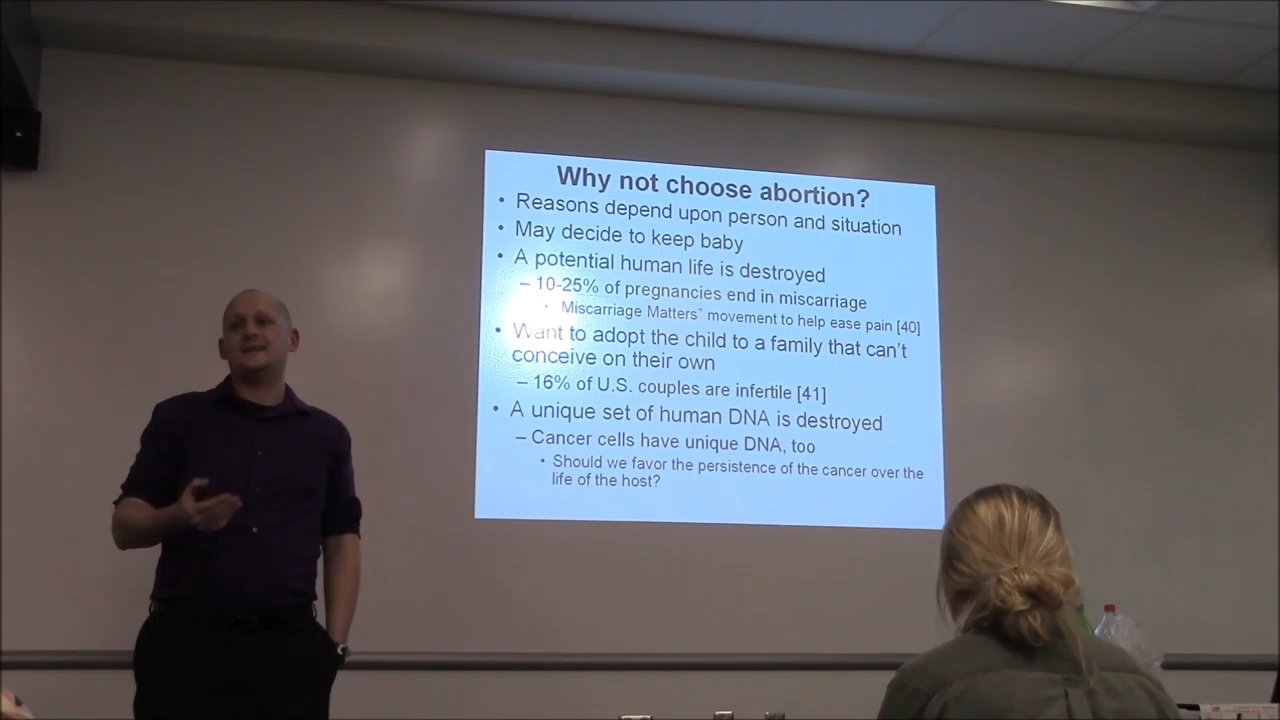 Why not choose abortion?
• Reasons depend upon person and situation
• May decide to keep baby
• A potential human life is destroyed
– 10-25% of pregnancies end in miscarriage
• Miscarriage Matters™ movement to help ease pain [40]
• Want to adopt the child to a family that can't
conceive on their own
– 16% of U.S. couples are infertile [41]
• A unique set of human DNA is destroyed
– Cancer cells have unique DNA, too
• Should we favor the persistence of the cancer over the
life of the host?